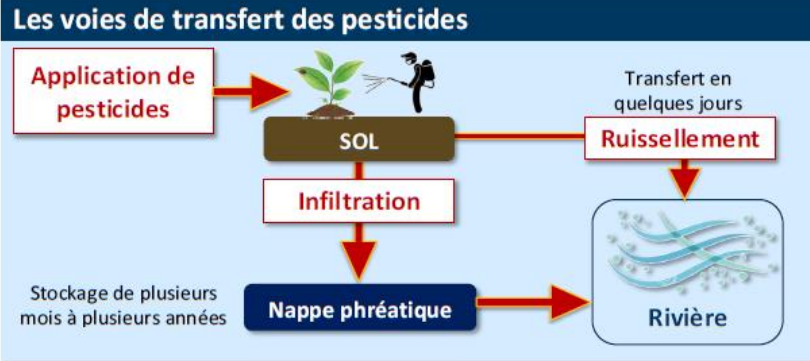 Les voies de transfert des pesticides
Application de
pesticides
SOL
Transfert en
quelques jours
Ruissellement
Infiltration
Stockage de plusieurs
mois à plusieurs années
Nappe phréatique
Rivière